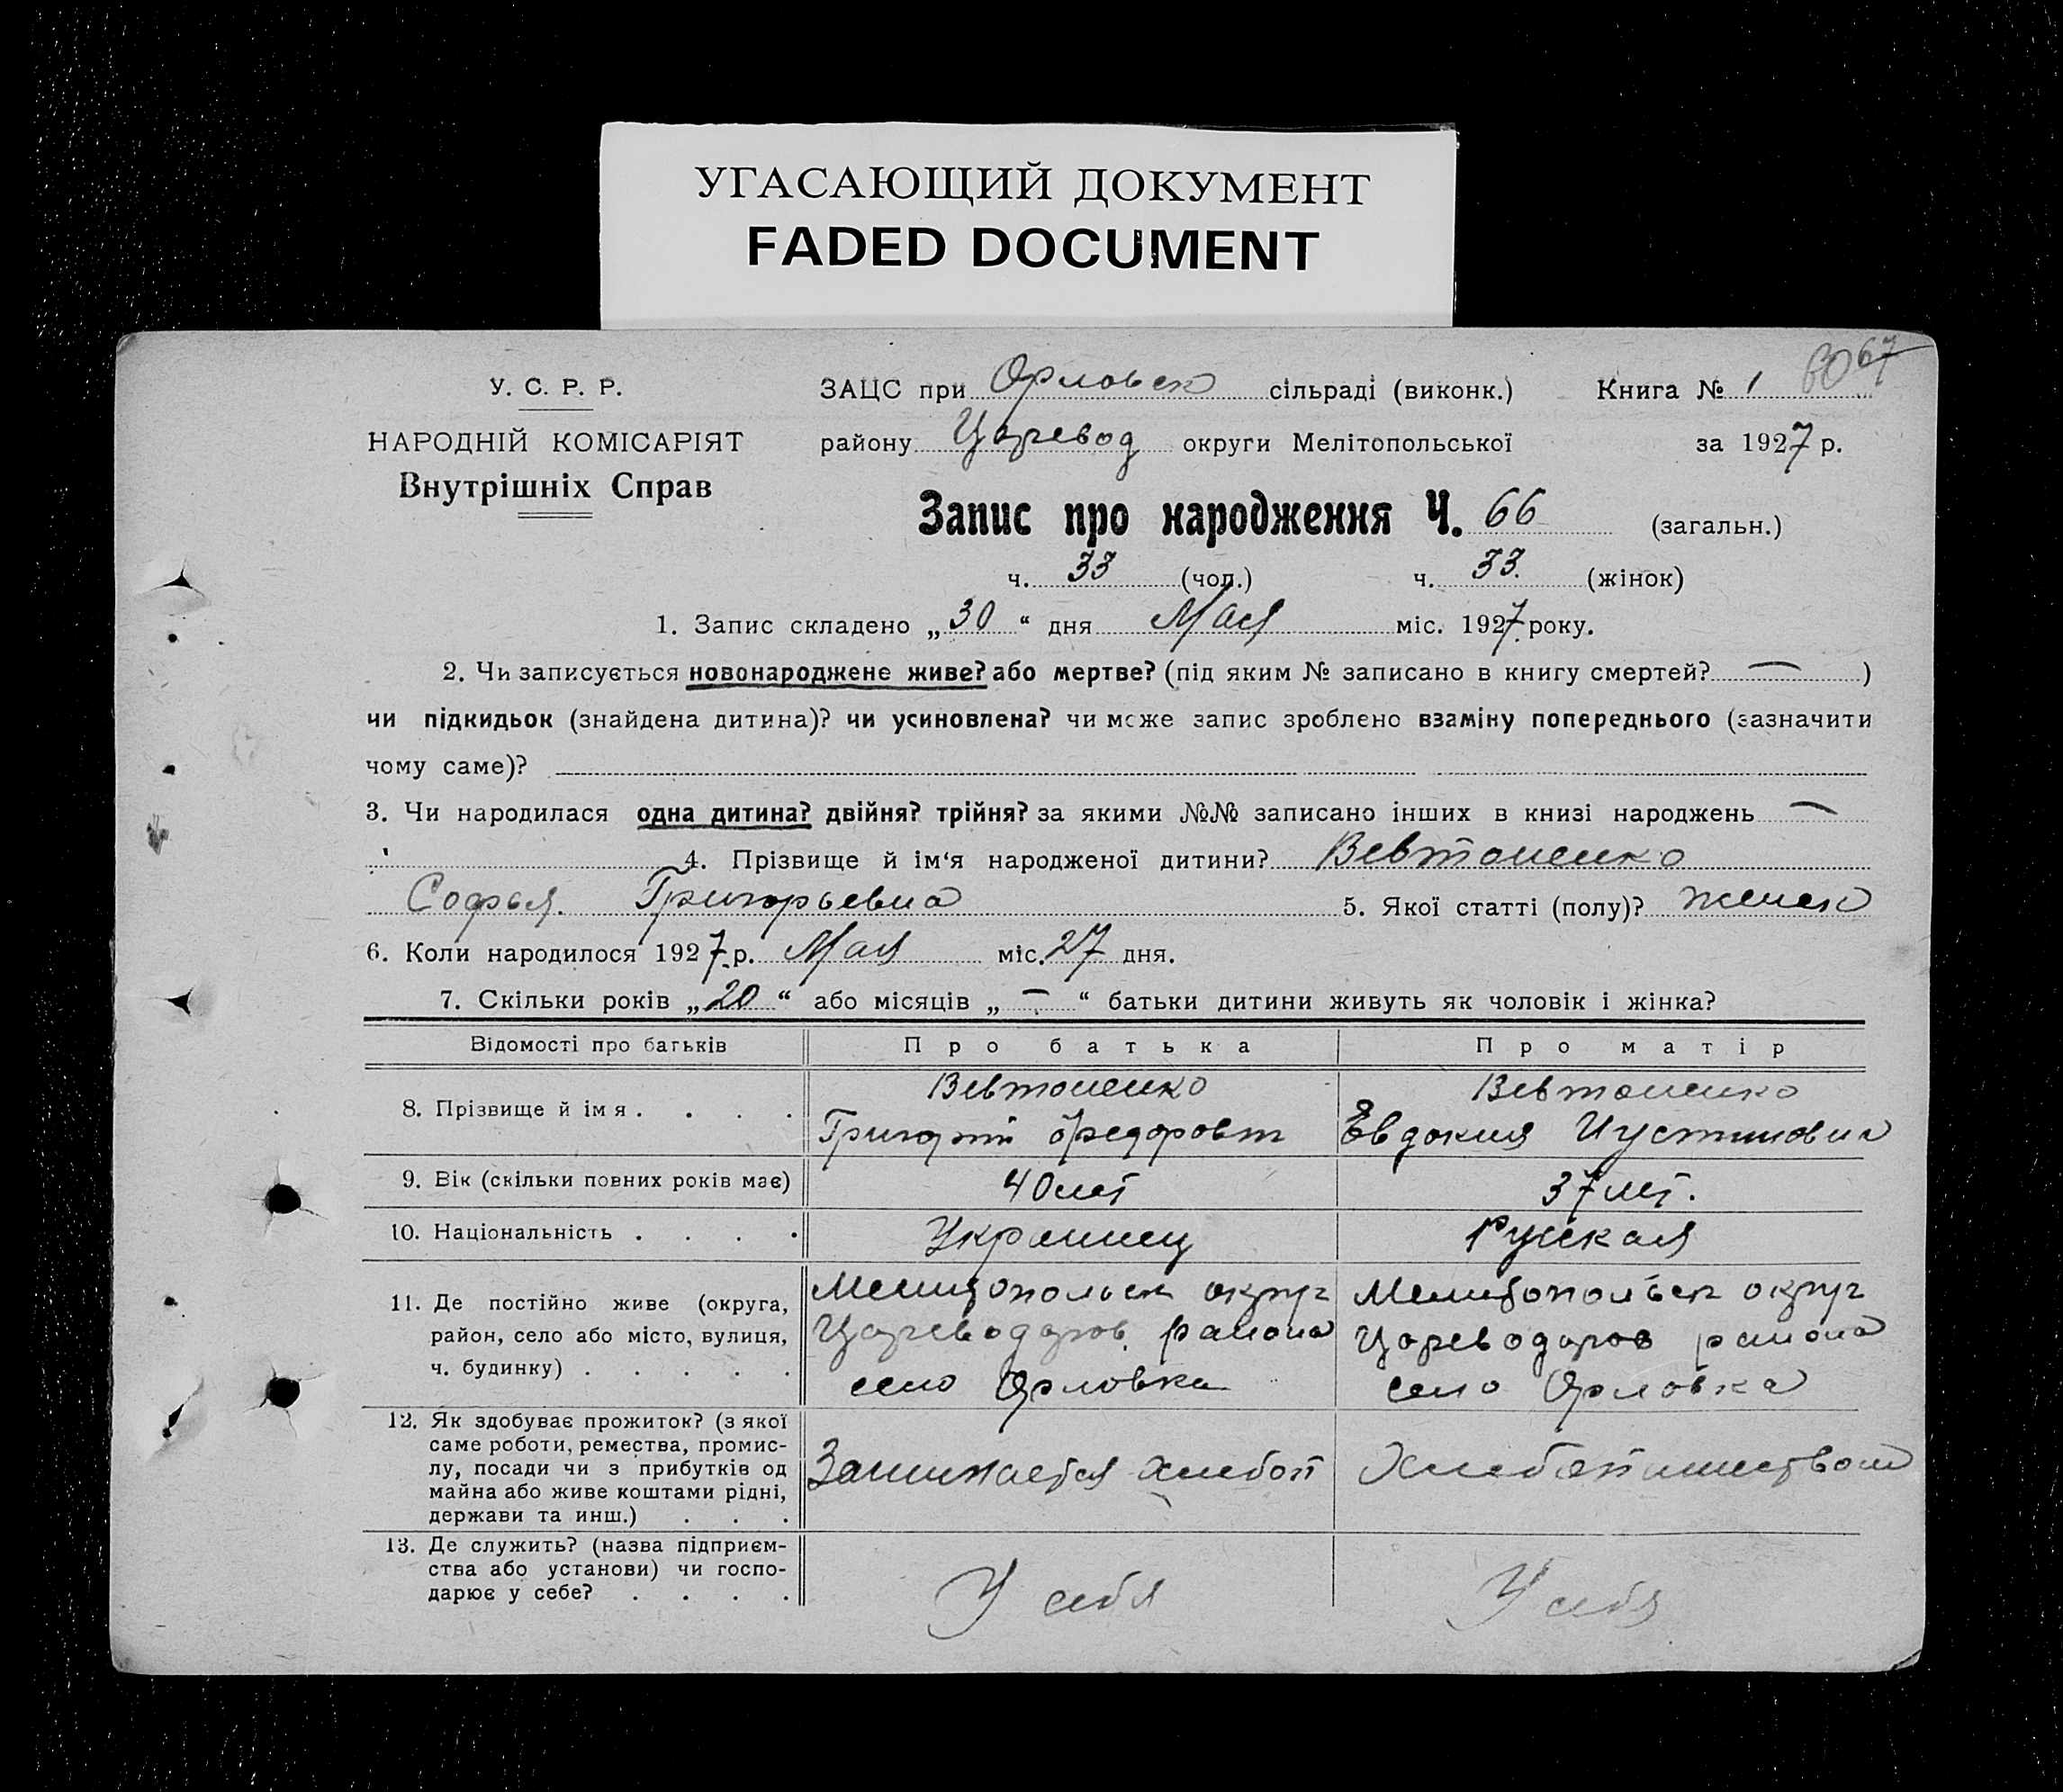 УГАСАЮЩИЙ ДОКУМЕНТ
FADED DOCUMENT
У. С. Р. Р.
НАРОДНІЙ КОМІСАРІЯТ
Внутрішніх Справ
ЗАЦС при Орловск сільраді (виконк.) Книга № 1 67
району Царевод округи Мелітопольської за 1927 р.
Запис про народження Ч. 66 (загальн.)
ч. 33 (чол.) ч. 33. (жінок)
1. Запис складено „30“ дня Мая міс. 1927 року.
2. Чи записується новонароджене живе? або мертве? (під яким № записано в книгу смертей? — )
чи підкидьок (знайдена дитина)? чи усиновлена? чи може запис зроблено взаміну попереднього (зазначити
чому саме)?
3. Чи народилася одна дитина? двійня? трійня? за якими №№ записано інших в книзі народжень —
4. Прізвище й ім‘я народженої дитини? Вевтоненко
Софья. Григорьевна 5. Якої статті (полу)? женск
6. Коли народилося 1927 р. Мая міс. 27 дня.
7. Скільки років „20“ або місяців „—“ батьки дитини живуть як чоловік і жінка?
Відомості про батьків Про батька Про матір
8. Прізвище й імя . . . .
Вевтоненко
Григорий Федоровт
Вевтоненко
Евдокия Иустиновна
9. Вік (скільки повних років має) 40 лет 37 лет.
10. Національність . . . . Украинец Руская
11. Де постійно живе (округа,
район, село або місто, вулиця,
ч. будинку) . . . . .
Мелитопольск округ
Цареводаров. района
село Орловка
Мелитопольск округ
Цареводаров района
село Орловка
12. Як здобуває прожиток? (з якої
саме роботи, ремества, промис-
лу, посади чи з прибутків од
майна або живе коштами рідні,
держави та инш.) . . .
Занимается хлебоп
Хлебопашеством
13. Де служить? (назва підприєм-
ства або установи) чи госпо-
дарює у себе? . . . .
У себя
У себя